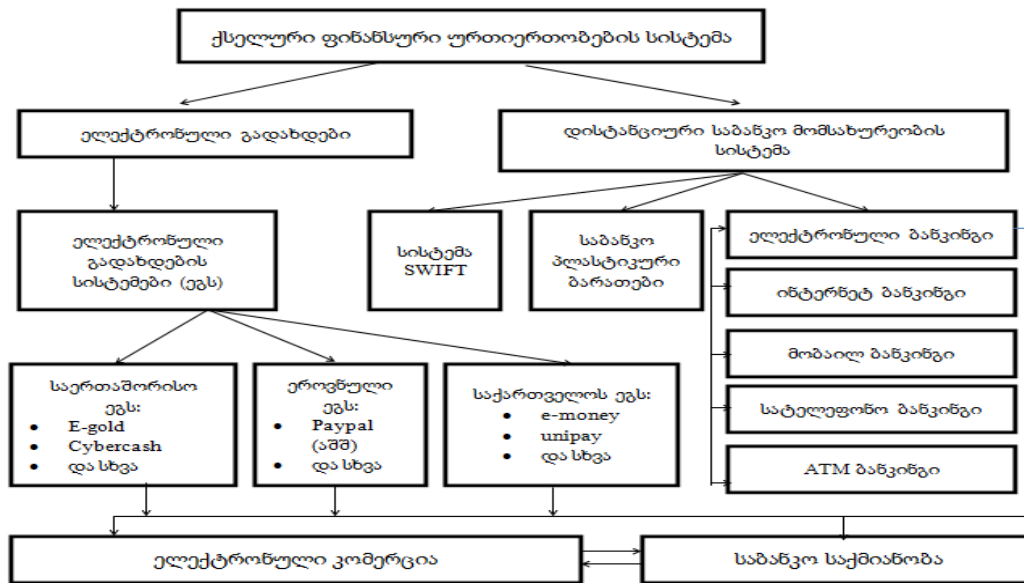 ქსელური ფინანსური ურთიერთობების სისტემა
ელექტრონული გადახდები
დისტანციური საბანკო მომსახურეობის
სისტემა
ელექტრონული
გადახდების
სისტემები (ეგს)
სისტემა
SWIFT
საბანკო
პლასტიკური
ბარათები
ელექტრონული ბანკინგი
ინტერნეტ ბანკინგი
მობაილ ბანკინგი
სატელეფონო ბანკინგი
ATM ბანკინგი
საერთაშორისო
ეგს:
• E-gold
• Cybercash
• და სხვა
ეროვნული
ეგს:
• Paypal
(აშშ)
• და სხვა
საქართველოს ეგს:
• e-money
• unipay
• და სხვა
ელექტრონული კომერცია
საბანკო საქმიანობა